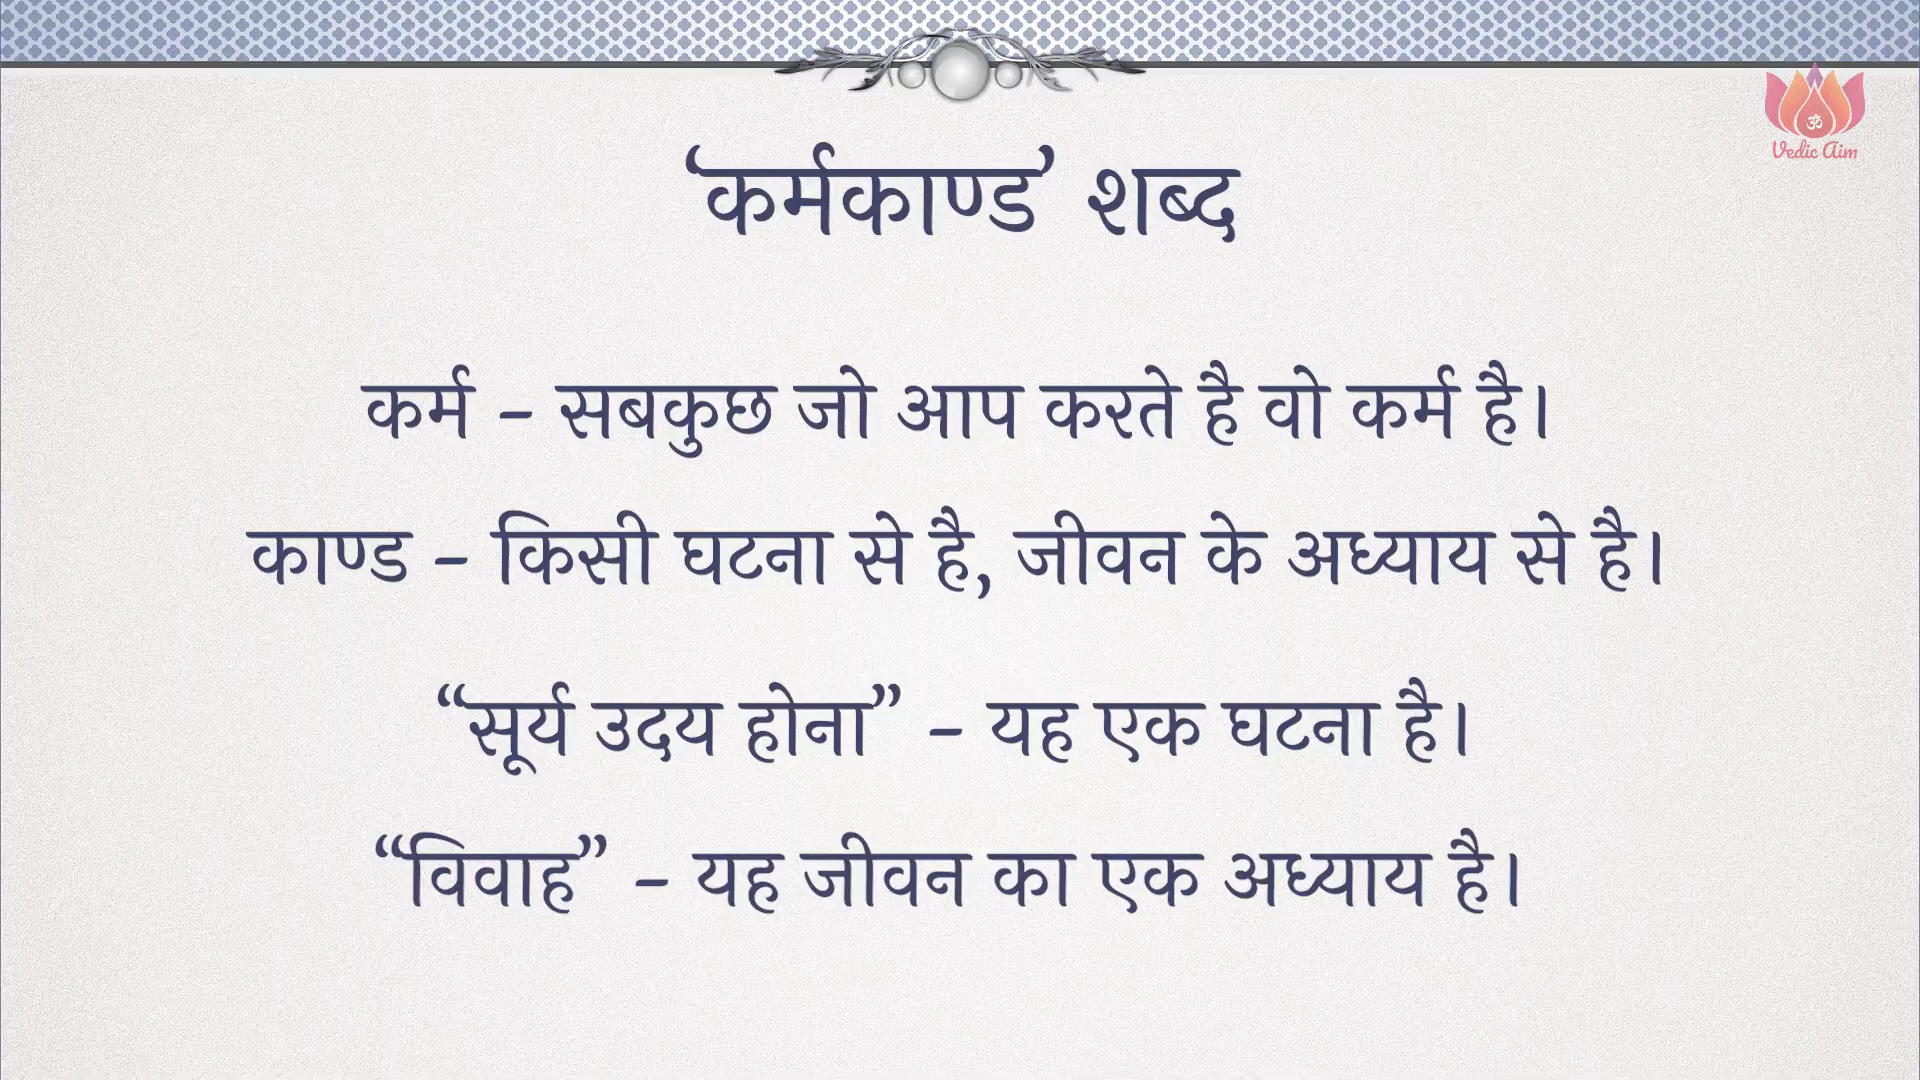 Vedic Aim
‘कर्मकाण्ड’ शब्द
कर्म – सबकुछ जो आप करते है वो कर्म है।
काण्ड – किसी घटना से है, जीवन के अध्याय से है।
“सूर्य उदय होना” – यह एक घटना है।
“विवाह” – यह जीवन का एक अध्याय है।